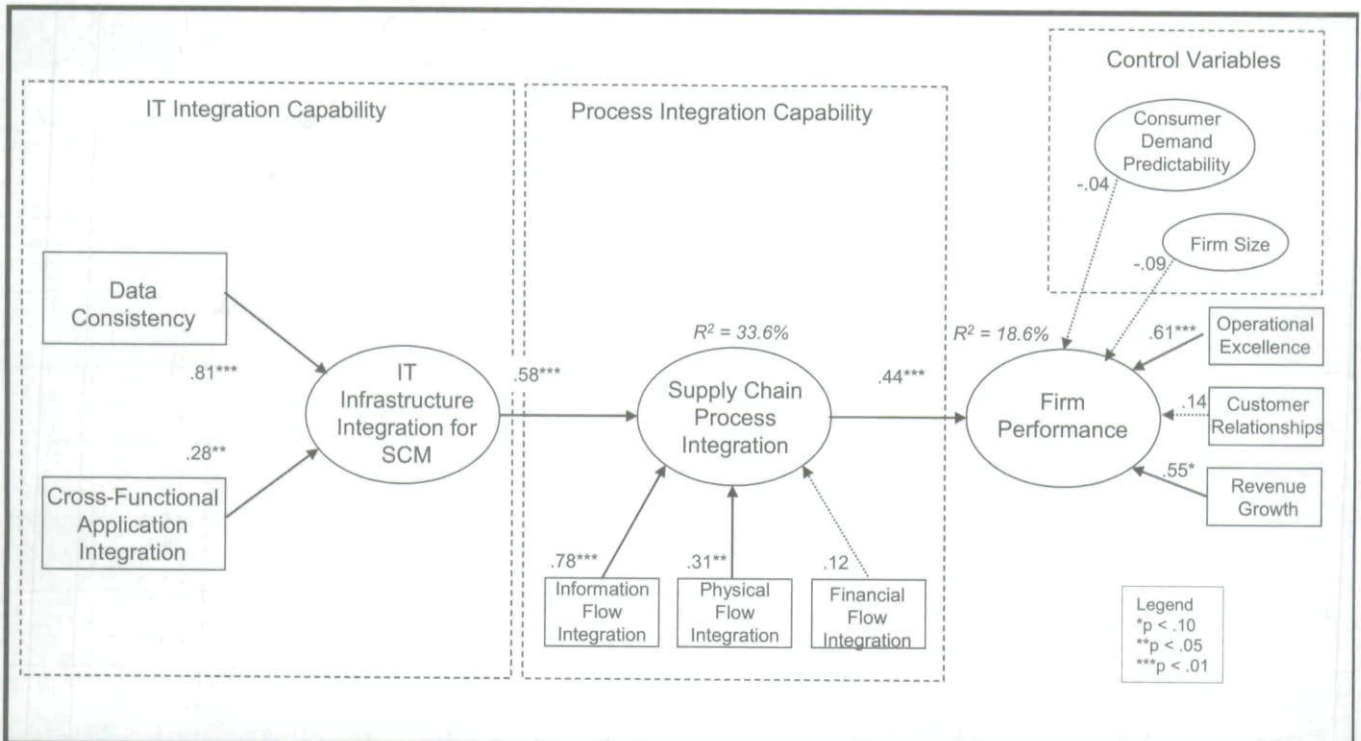 Control Variables
IT Integration Capability
Process Integration Capability
Consumer
Demand
Predictability
-.04
Firm Size
-.09
Data
Consistency
.81***
.28**
Cross-Functional
Application
Integration
IT
Infrastructure
Integration for
SCM
.58***
R² = 33.6%
Supply Chain
Process
Integration
.44***
.78***
.31**
.12
Information
Flow
Integration
Physical
Flow
Integration
Financial
Flow
Integration
R² = 18.6%
Firm
Performance
.61***
Operational
Excellence
.14
Customer
Relationships
.55*
Revenue
Growth
Legend
*p < .10
**p < .05
***p < .01